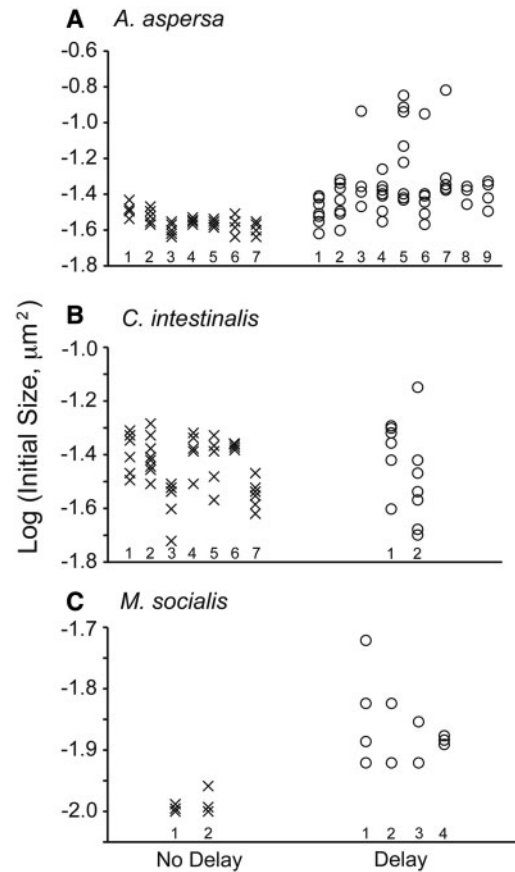 A A. aspersa
-0.6
-0.8
-1.0
-1.2
-1.4
-1.6
-1.8
1 2 3 4 5 6 7 1 2 3 4 5 6 7 8 9
B C. intestinalis
-1.0
-1.2
-1.4
-1.6
-1.8
1 2 3 4 5 6 7 1 2
Log (Initial Size, μm²)
C M. socialis
-1.7
-1.8
-1.9
-2.0
1 2 1 2 3 4
No Delay Delay